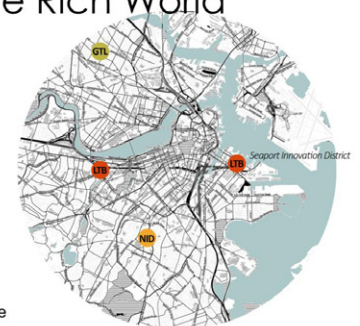 e Rich World
GTL
LTB
Seaport Innovation District
LTB
NID
e